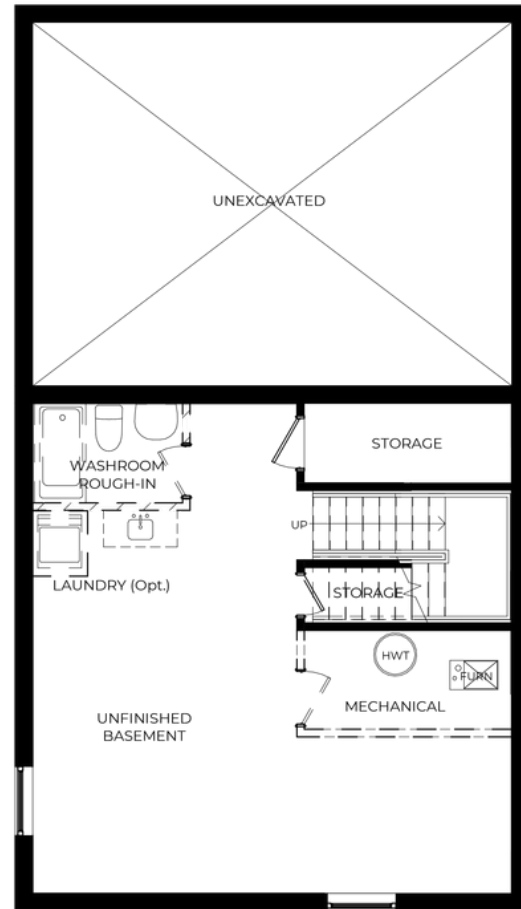 UNEXCAVATED
STORAGE
WASHROOM
ROUGH-IN
UP
LAUNDRY (Opt.)
STORAGE
HWT
FURN
MECHANICAL
UNFINISHED
BASEMENT